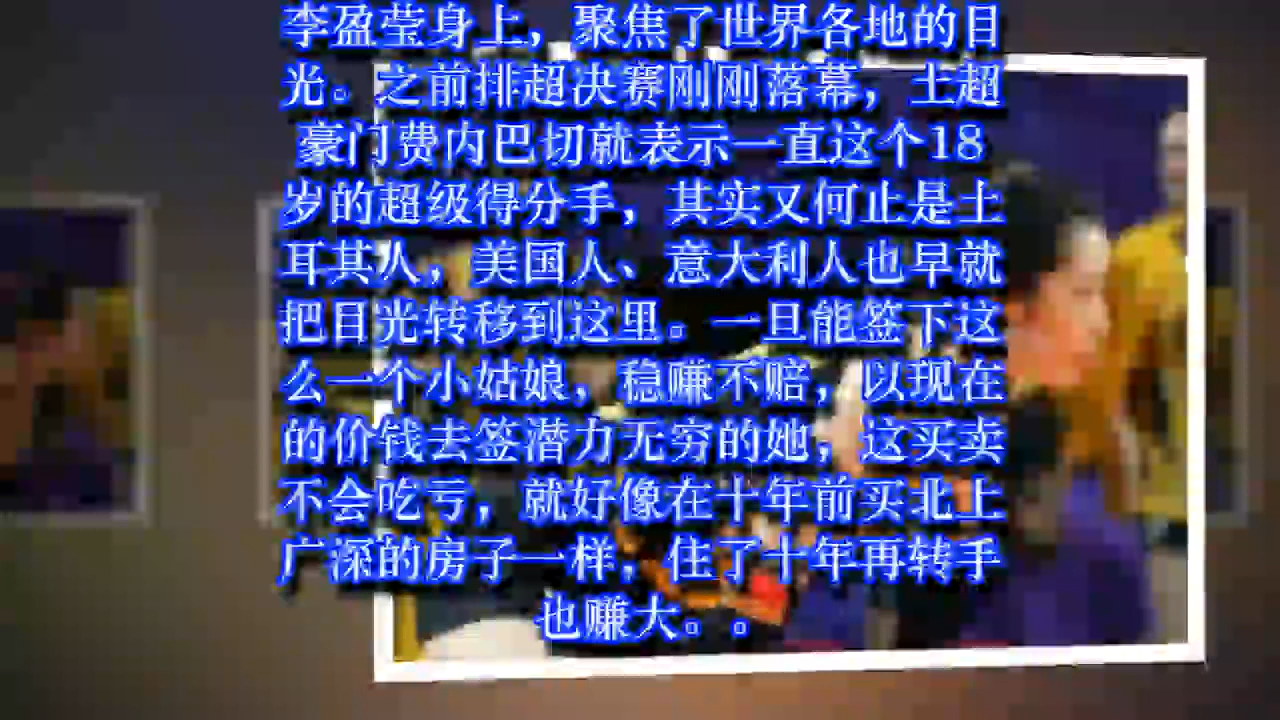 李盈莹身上，聚焦了世界各地的目
光。之前排超决赛刚刚落幕，土超
豪门费内巴切就表示一直这个18
岁的超级得分手，其实又何止是土
耳其人，美国人、意大利人也早就
把目光转移到这里。一旦能签下这
么一个小姑娘，稳赚不赔，以现在
的价钱去签潜力无穷的她，这买卖
不会吃亏，就好像在十年前买北上
广深的房子一样，住了十年再转手
也赚大。。